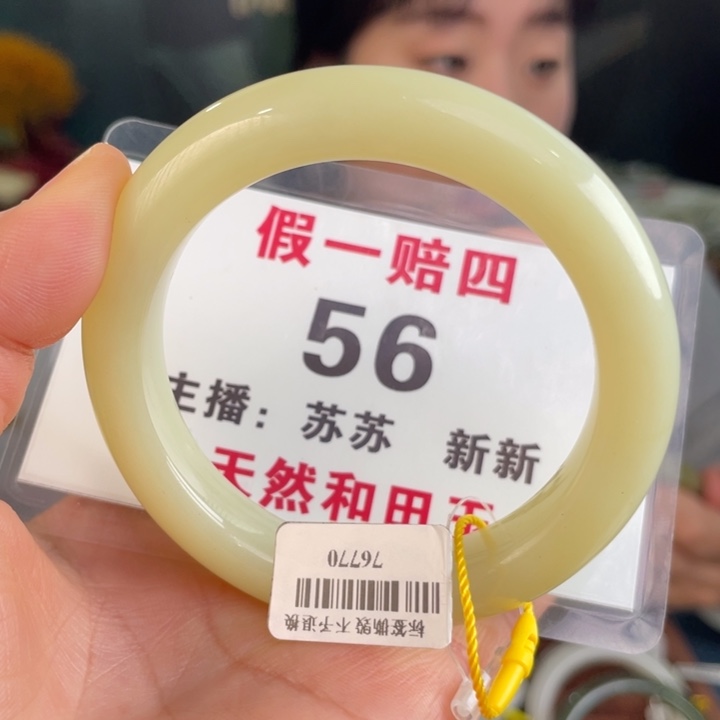 假一赔四
56
主播：苏苏 新新
天然和田玉
76770
标签撕毁 不予退换